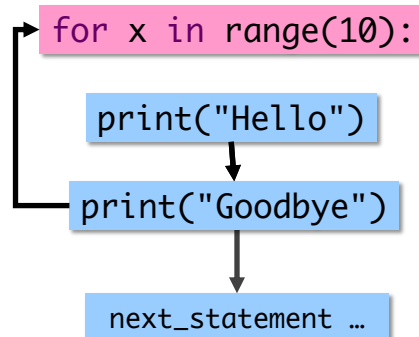 for x in range(10):
print("Hello")
print("Goodbye")
next_statement …